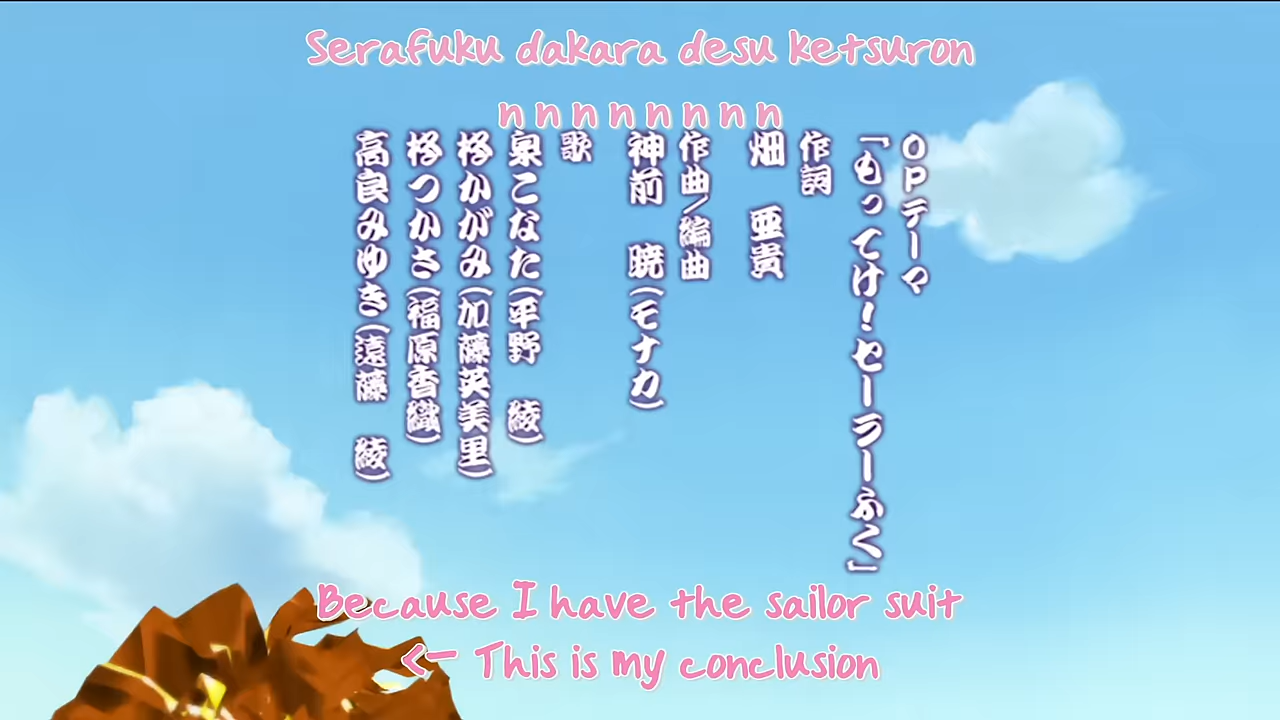 Serafuku dakara desu ketsuron
n n n n n n n n
OPテーマ
「もってけ！セーラーふく」
作詞
畑　亜貴
作曲／編曲
神前　暁（モナカ）
歌
泉こなた（平野　綾）
柊かがみ（加藤英美里）
柊つかさ（福原香織）
高良みゆき（遠藤　綾）
Because I have the sailor suit
<- This is my conclusion